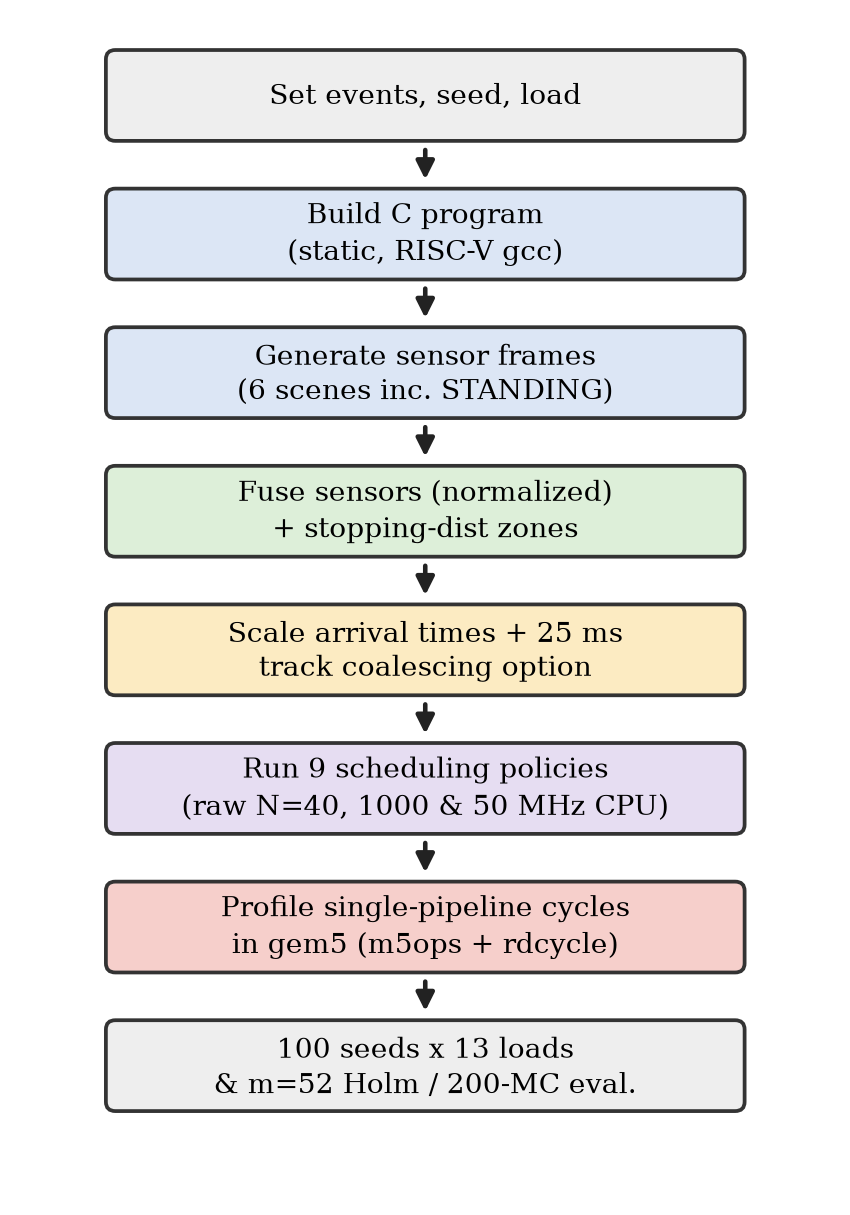 Set events, seed, load
Build C program
(static, RISC-V gcc)
Generate sensor frames
(6 scenes inc. STANDING)
Fuse sensors (normalized)
+ stopping-dist zones
Scale arrival times + 25 ms
track coalescing option
Run 9 scheduling policies
(raw N=40, 1000 & 50 MHz CPU)
Profile single-pipeline cycles
in gem5 (m5ops + rdcycle)
100 seeds x 13 loads
& m=52 Holm / 200-MC eval.